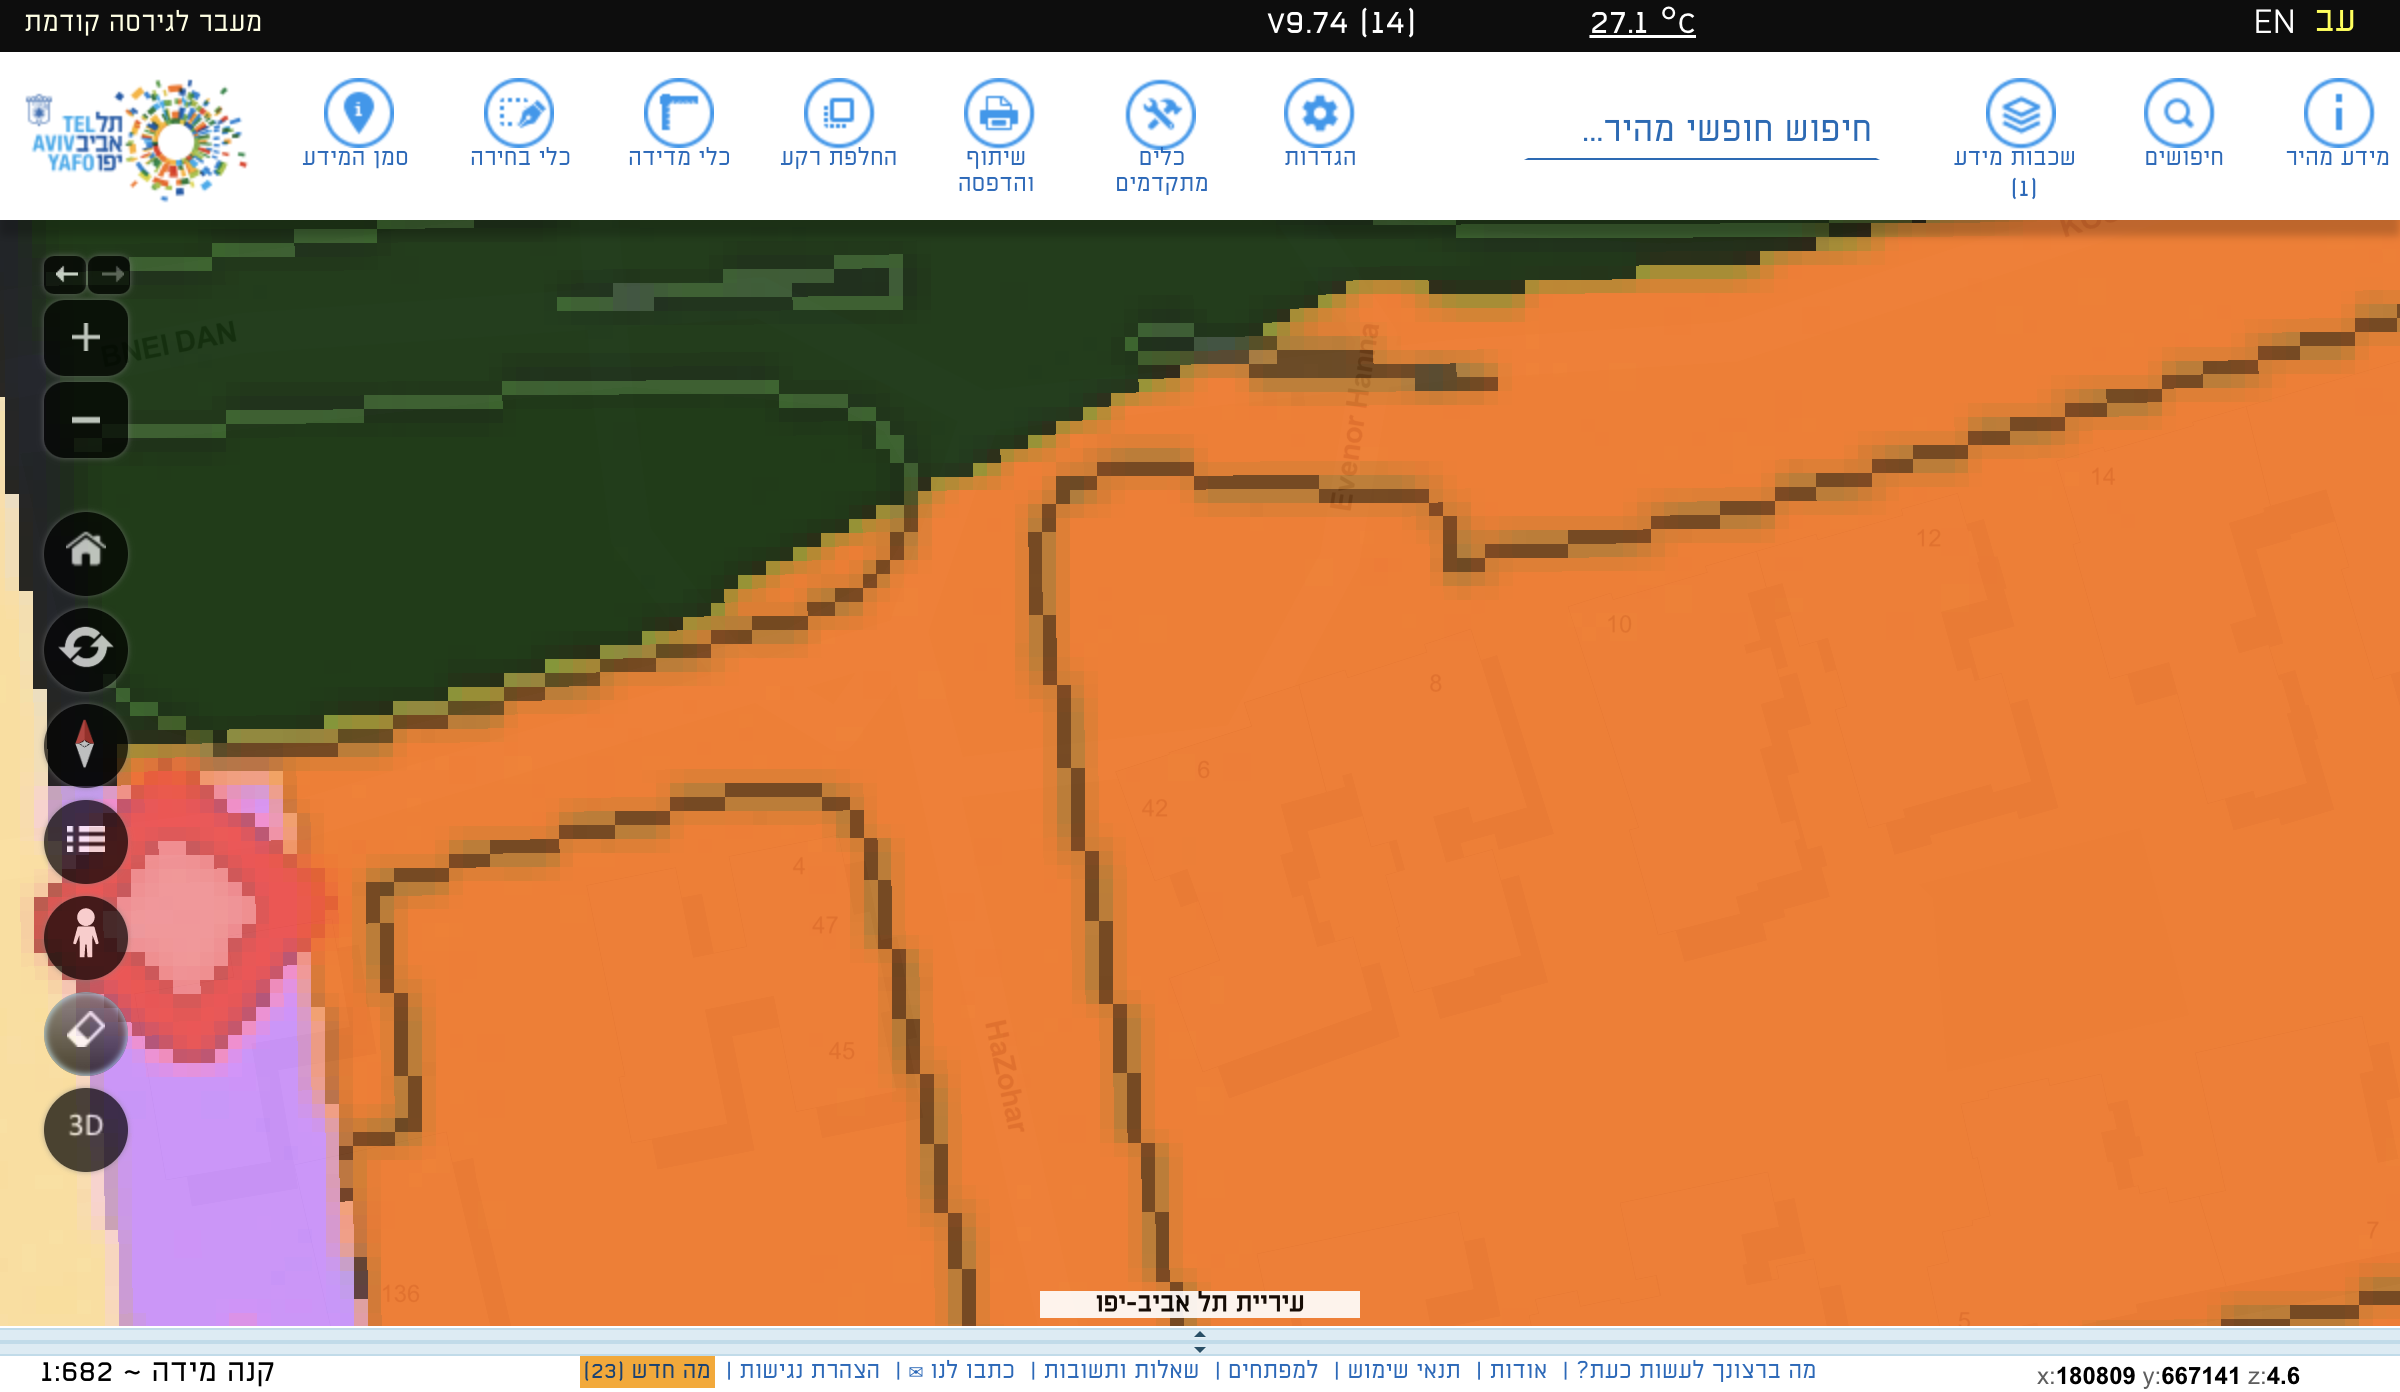 עב EN
27.1 °C
V9.74 (14)
מעבר לגירסה קודמת
מידע מהיר
חיפושים
שכבות מידע
(1)
חיפוש חופשי מהיר...
הגדרות
כלים
מתקדמים
שיתוף
והדפסה
החלפת רקע
כלי מדידה
כלי בחירה
סמן המידע
תל אביב יפו
TEL AVIV YAFO
BNEI DAN
Evenor Hanna
14
12
10
8
6
42
4
47
45
HaZohar
136
7
5
3D
עיריית תל אביב-יפו
מה ברצונך לעשות כעת? | אודות | תנאי שימוש | למפתחים | שאלות ותשובות | כתבו לנו ✉ | הצהרת נגישות | מה חדש (23)
x:180809 y:667141 z:4.6
קנה מידה ~ 1:682